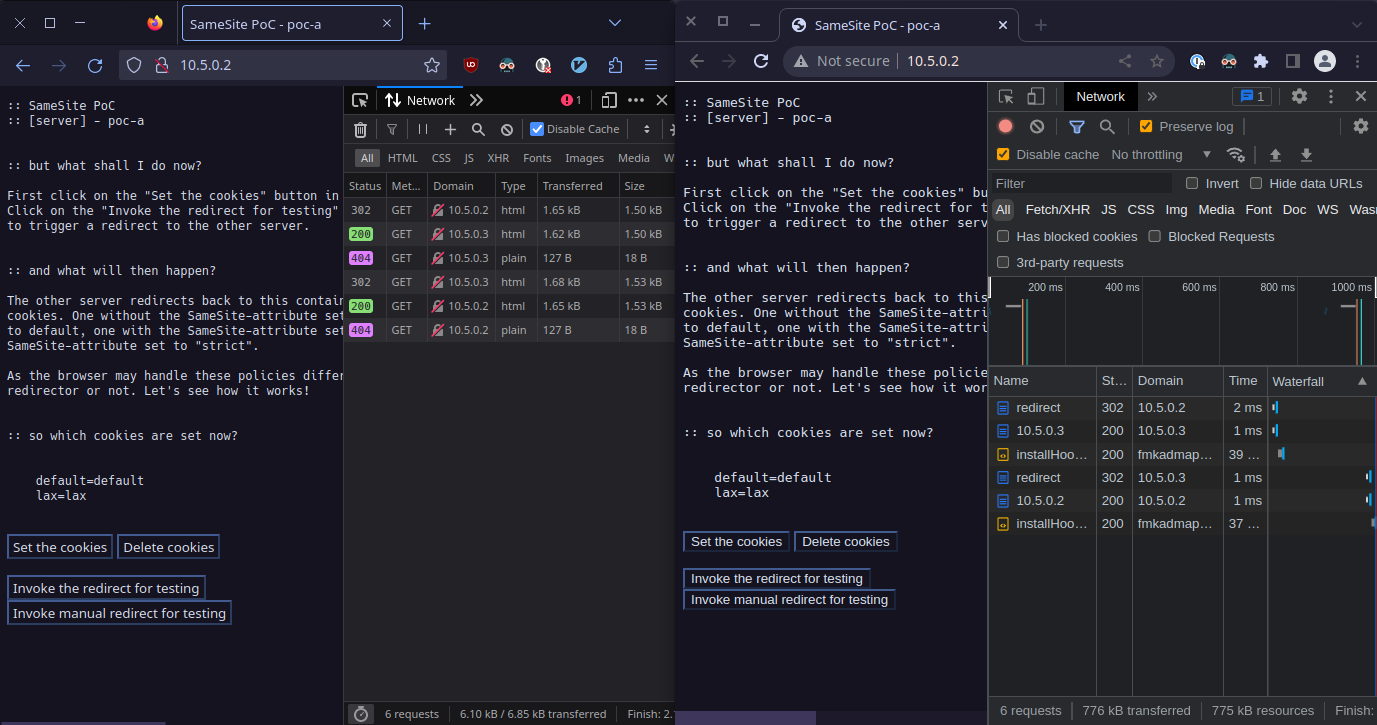 SameSite PoC - poc-a
10.5.0.2
:: SameSite PoC
:: [server] - poc-a
:: but what shall I do now?
First click on the "Set the cookies" button in
Click on the "Invoke the redirect for testing"
to trigger a redirect to the other server.
:: and what will then happen?
The other server redirects back to this contain
cookies. One without the SameSite-attribute set
to default, one with the SameSite-attribute set
SameSite-attribute set to "strict".
As the browser may handle these policies differ
redirector or not. Let's see how it works!
:: so which cookies are set now?
default=default
lax=lax
Set the cookies Delete cookies
Invoke the redirect for testing
Invoke manual redirect for testing
Network 1
Disable Cache
All HTML CSS JS XHR Fonts Images Media W
Status Met... Domain Type Transferred Size
302 GET 10.5.0.2 html 1.65 kB 1.50 kB
200 GET 10.5.0.3 html 1.62 kB 1.50 kB
404 GET 10.5.0.3 plain 127 B 18 B
302 GET 10.5.0.3 html 1.68 kB 1.53 kB
200 GET 10.5.0.2 html 1.65 kB 1.53 kB
404 GET 10.5.0.2 plain 127 B 18 B
6 requests 6.10 kB / 6.85 kB transferred Finish: 2.
SameSite PoC - poc-a
Not secure 10.5.0.2
:: SameSite PoC
:: [server] - poc-a
:: but what shall I do now?
First click on the "Set the cookies" bu
Click on the "Invoke the redirect for t
to trigger a redirect to the other serv
:: and what will then happen?
The other server redirects back to this
cookies. One without the SameSite-attri
to default, one with the SameSite-attri
SameSite-attribute set to "strict".
As the browser may handle these policie
redirector or not. Let's see how it wor
:: so which cookies are set now?
default=default
lax=lax
Set the cookies Delete cookies
Invoke the redirect for testing
Invoke manual redirect for testing
Network 1
Preserve log
Disable cache No throttling
Filter Invert Hide data URLs
All Fetch/XHR JS CSS Img Media Font Doc WS Wasm
Has blocked cookies Blocked Requests
3rd-party requests
200 ms 400 ms 600 ms 800 ms 1000 ms
Name St... Domain Time Waterfall
redirect 302 10.5.0.2 2 ms
10.5.0.3 200 10.5.0.3 1 ms
installHoo... 200 fmkadmap... 39 ...
redirect 302 10.5.0.3 1 ms
10.5.0.2 200 10.5.0.2 1 ms
installHoo... 200 fmkadmap... 37 ...
6 requests 776 kB transferred 775 kB resources Finish: